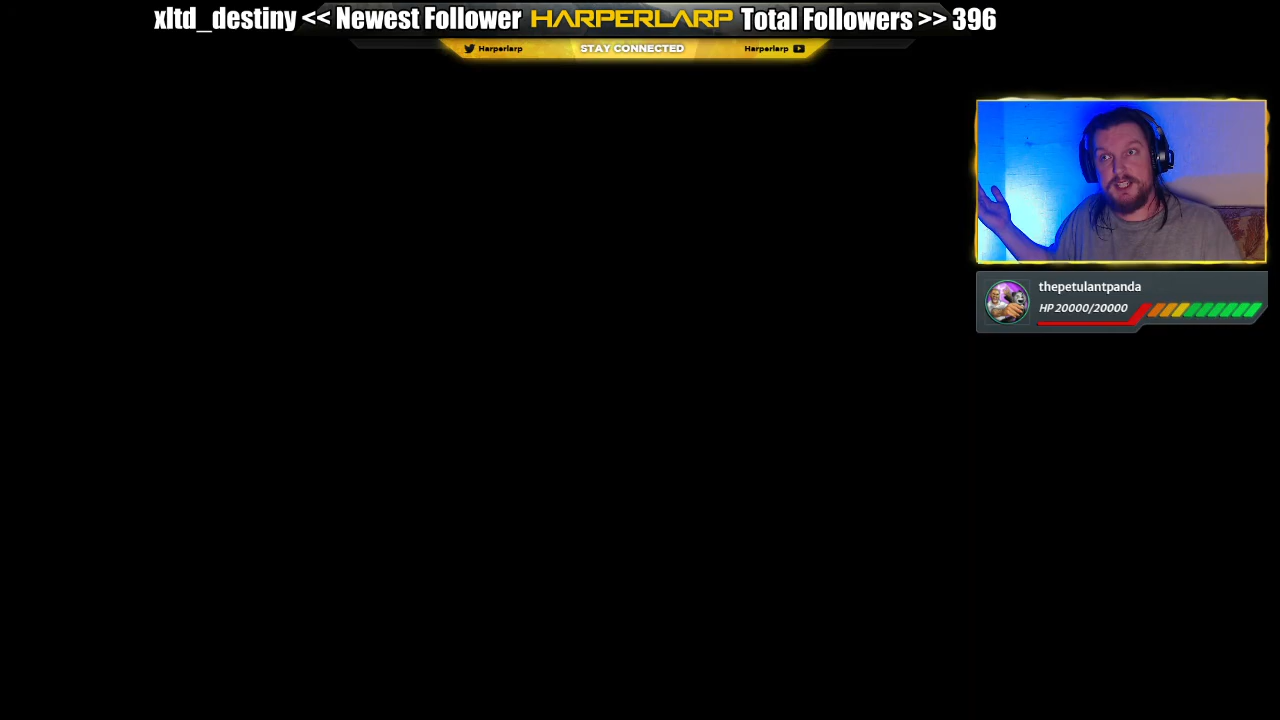 xltd_destiny << Newest Follower HARPERLARP Total Followers >> 396
Harperlarp STAY CONNECTED Harperlarp
thepetulantpanda
HP 20000/20000